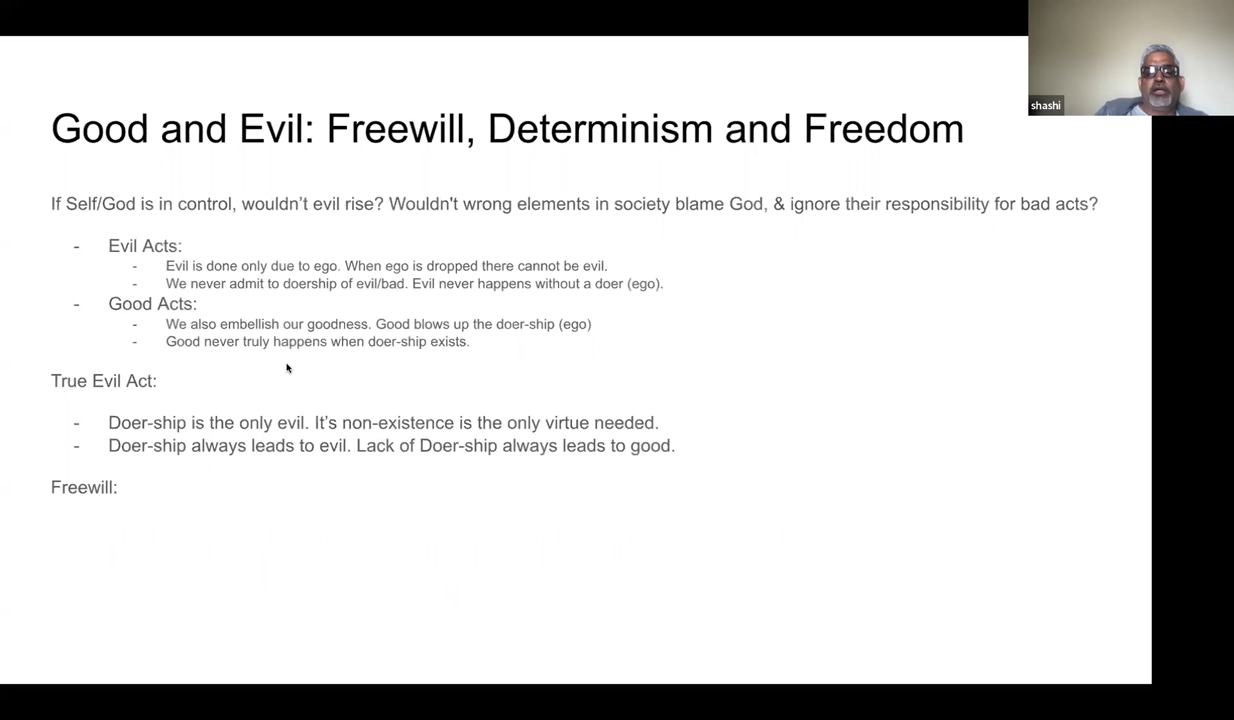 shashi
Good and Evil: Freewill, Determinism and Freedom
If Self/God is in control, wouldn’t evil rise? Wouldn't wrong elements in society blame God, & ignore their responsibility for bad acts?
- Evil Acts:
- Evil is done only due to ego. When ego is dropped there cannot be evil.
- We never admit to doership of evil/bad. Evil never happens without a doer (ego).
- Good Acts:
- We also embellish our goodness. Good blows up the doer-ship (ego)
- Good never truly happens when doer-ship exists.
True Evil Act:
- Doer-ship is the only evil. It’s non-existence is the only virtue needed.
- Doer-ship always leads to evil. Lack of Doer-ship always leads to good.
Freewill: